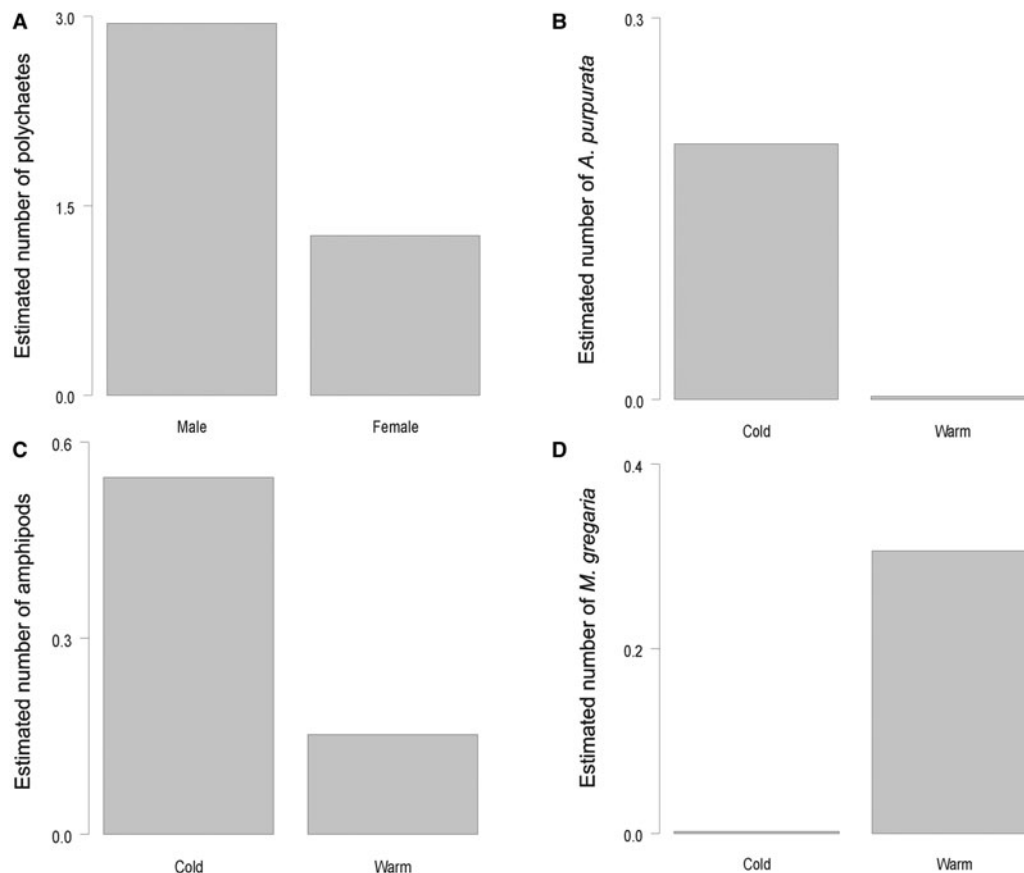 A
Estimated number of polychaetes
3.0
1.5
0.0
Male
Female
B
Estimated number of A. purpurata
0.3
0.0
Cold
Warm
C
Estimated number of amphipods
0.6
0.3
0.0
Cold
Warm
D
Estimated number of M. gregaria
0.4
0.2
0.0
Cold
Warm